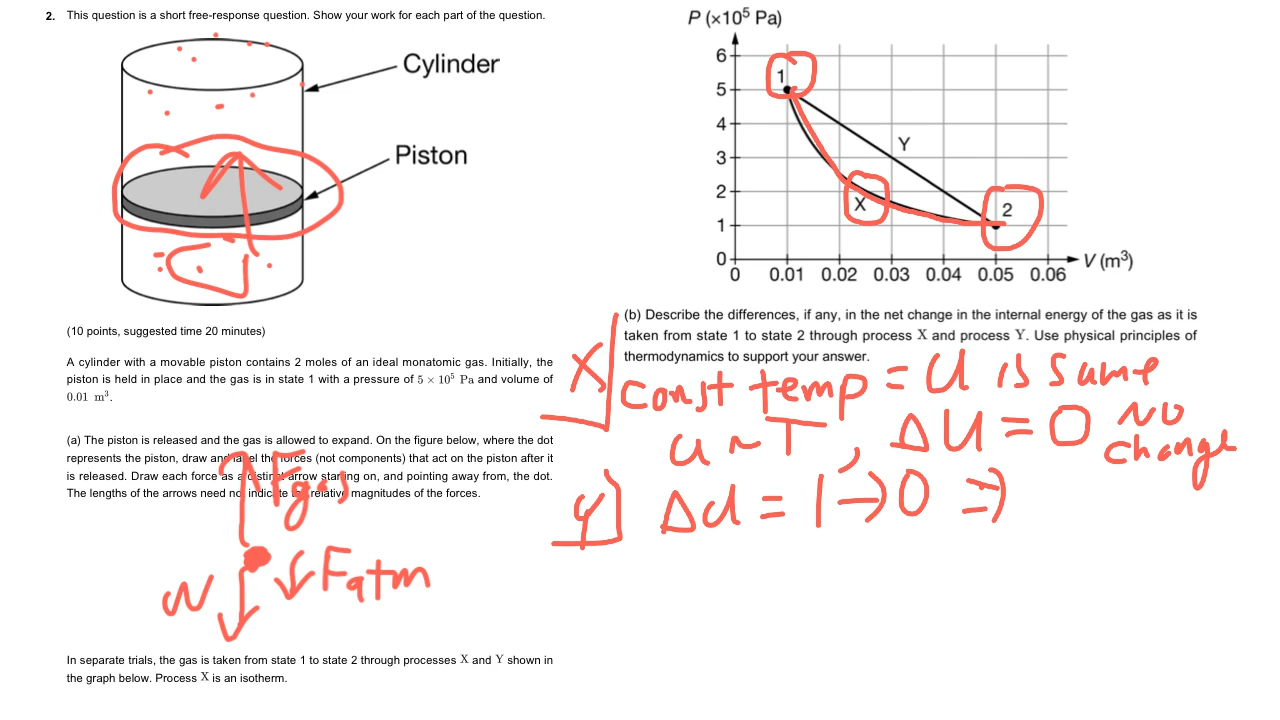 2. This question is a short free-response question. Show your work for each part of the question.
Cylinder
Piston
(10 points, suggested time 20 minutes)
A cylinder with a movable piston contains 2 moles of an ideal monatomic gas. Initially, the
piston is held in place and the gas is in state 1 with a pressure of 5 × 10⁵ Pa and volume of
0.01 m³.
(a) The piston is released and the gas is allowed to expand. On the figure below, where the dot
represents the piston, draw and label the forces (not components) that act on the piston after it
is released. Draw each force as a distinct arrow starting on, and pointing away from, the dot.
The lengths of the arrows need not indicate the relative magnitudes of the forces.
Fgas
W
Fatm
In separate trials, the gas is taken from state 1 to state 2 through processes X and Y shown in
the graph below. Process X is an isotherm.
P (×10⁵ Pa)
6
5
4
3
2
1
0
1
Y
X
2
0 0.01 0.02 0.03 0.04 0.05 0.06
V (m³)
(b) Describe the differences, if any, in the net change in the internal energy of the gas as it is
taken from state 1 to state 2 through process X and process Y. Use physical principles of
thermodynamics to support your answer.
X
const temp = U is same
U ~ T, ΔU = 0 NO
change
Y ΔU = 1 → 0 ⇒